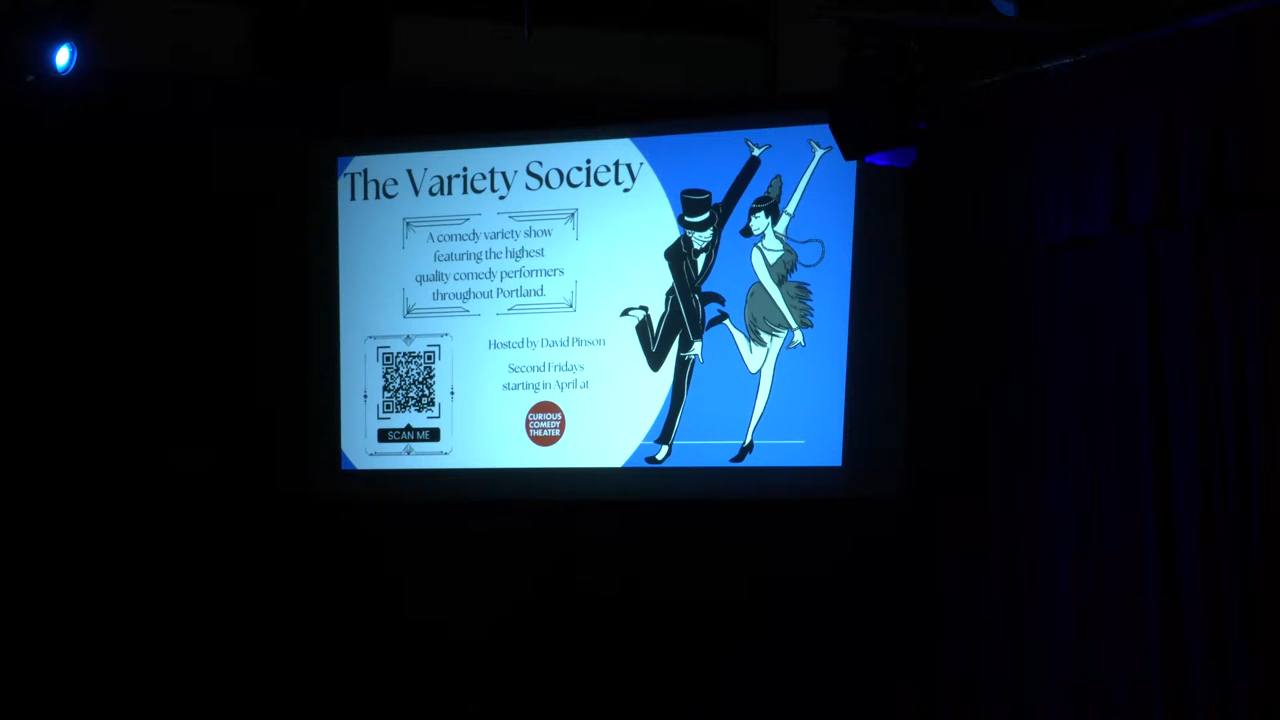 The Variety Society
A comedy variety show
featuring the highest
quality comedy performers
throughout Portland.
Hosted by David Pinson
Second Fridays
starting in April at
CURIOUS
COMEDY
THEATER
SCAN ME